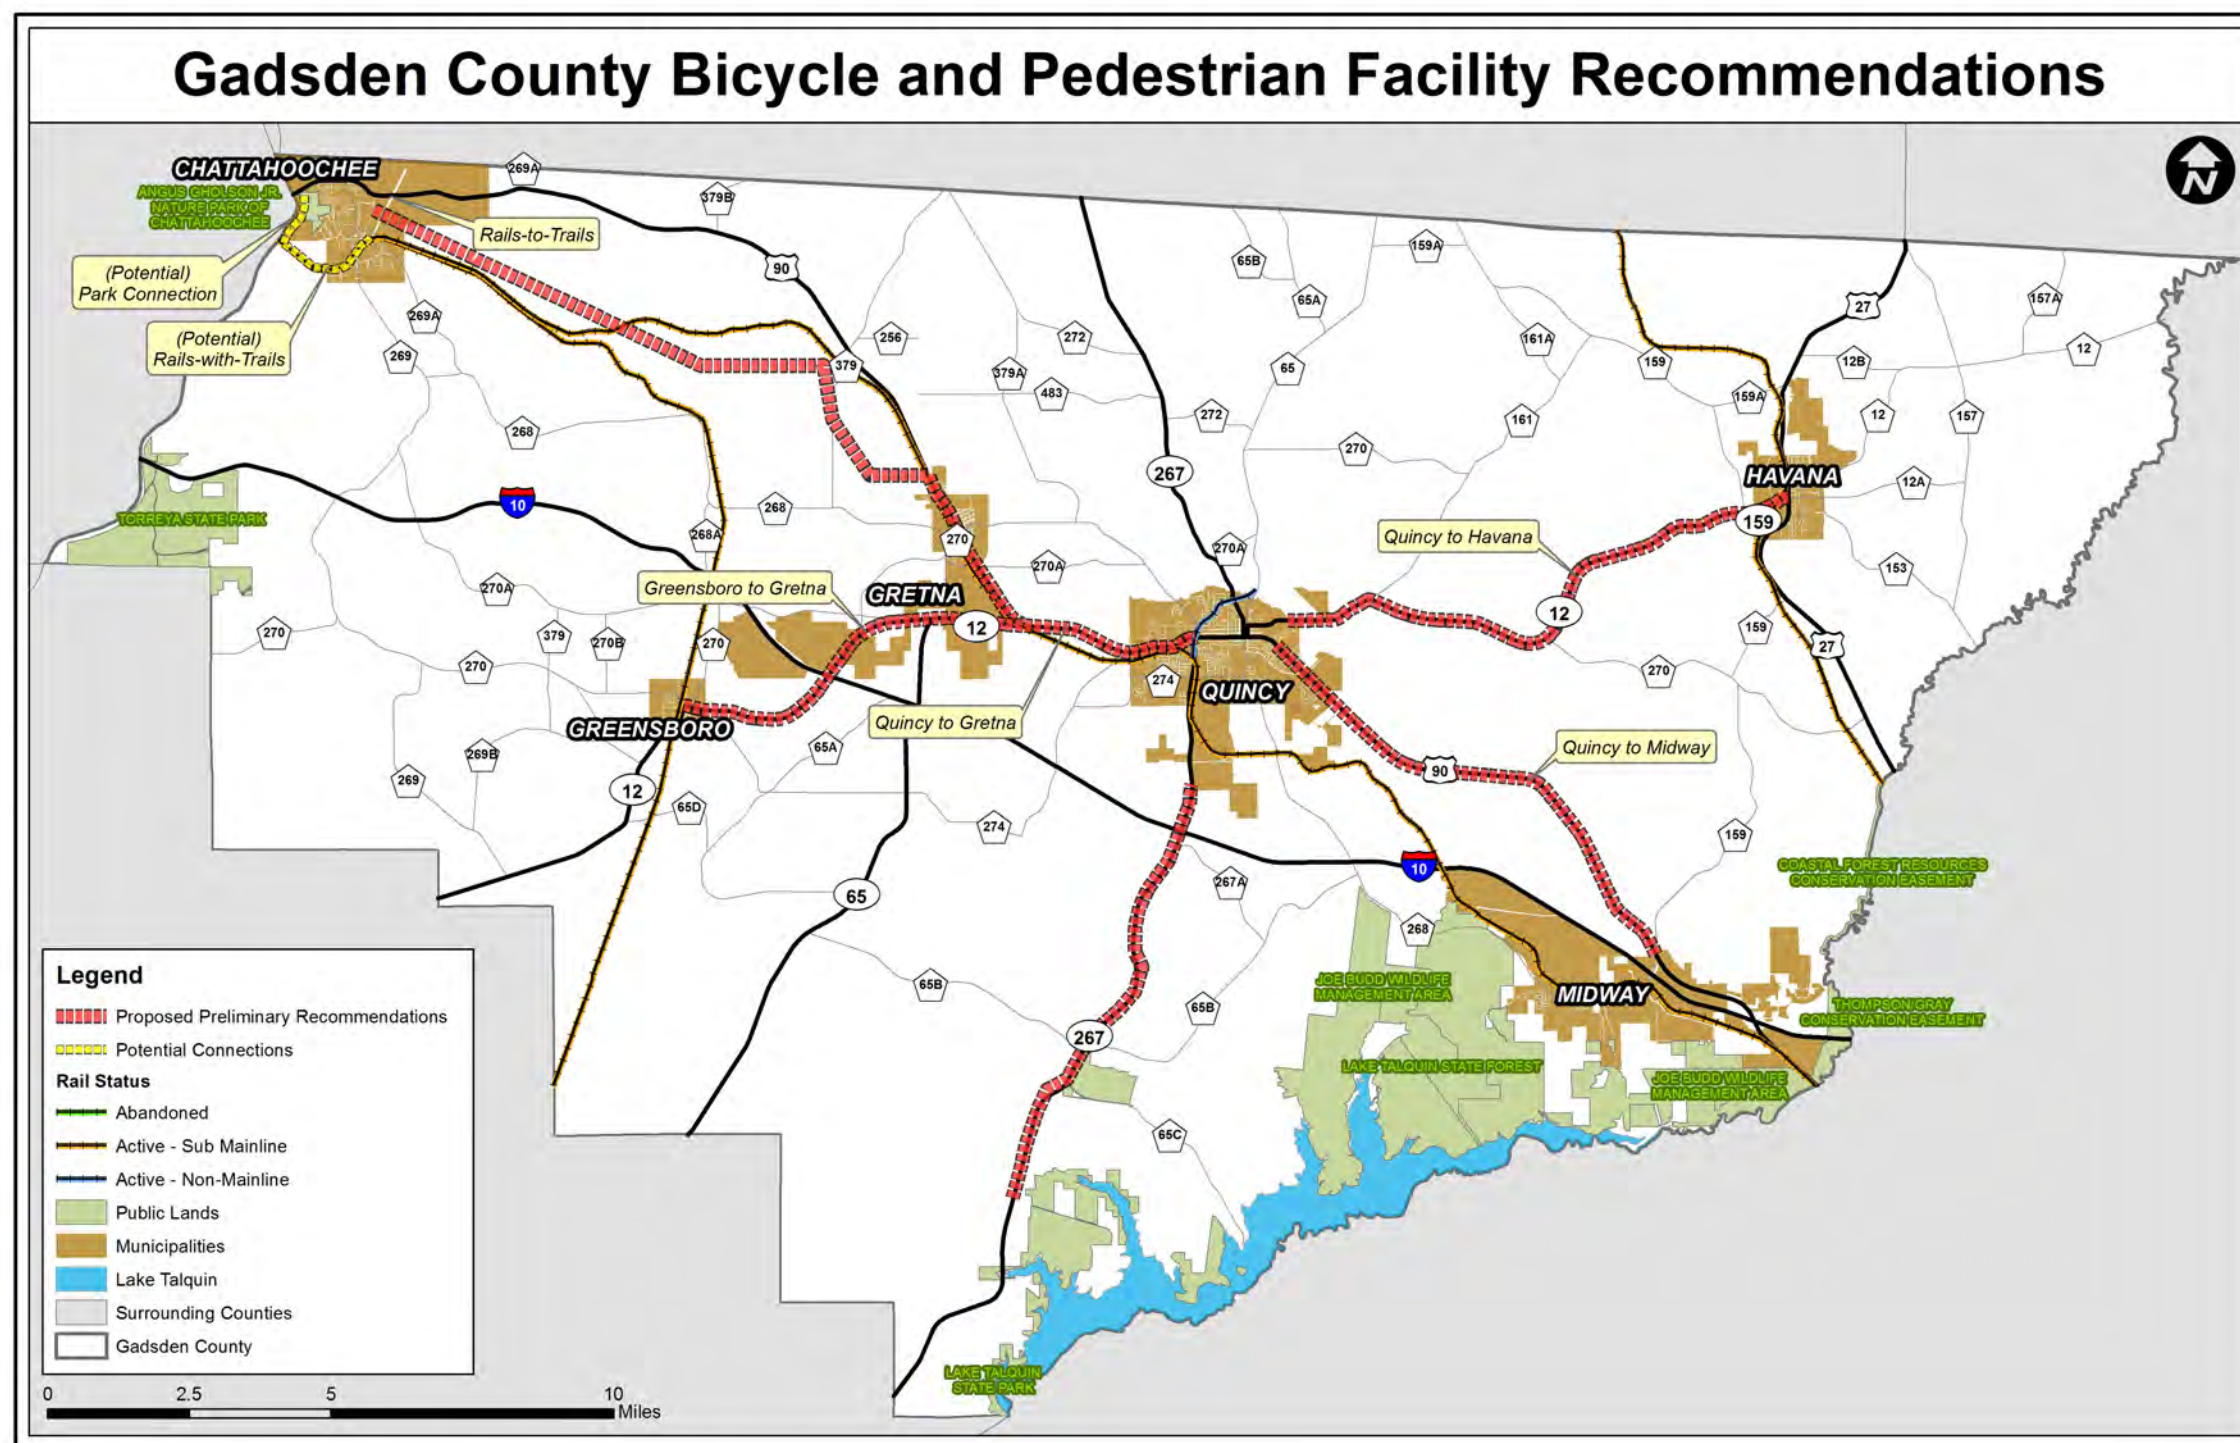 Gadsden County Bicycle and Pedestrian Facility Recommendations
CHATTAHOOCHEE
ANGUS GHOLSON JR.
NATURE PARK OF
CHATTAHOOCHEE
269A
379B
N
Rails-to-Trails
(Potential)
Park Connection
(Potential)
Rails-with-Trails
90
65B
159A
65A
27
157A
269A
269
256
272
379A
483
379
65
161A
159
12B
12
159A
12
157
268
272
161
270
267
HAVANA
12A
10
TORREYA STATE PARK
268
268A
270
270A
270A
Quincy to Havana
159
153
Greensboro to Gretna
GRETNA
270A
12
12
159
270
379
270B
270
27
270
270
274
QUINCY
GREENSBORO
Quincy to Gretna
Quincy to Midway
65A
269B
269
12
65D
90
274
159
10
267A
65
268
COASTAL FOREST RESOURCES
CONSERVATION EASEMENT
65B
JOE BUDD WILDLIFE
MANAGEMENT AREA
MIDWAY
65B
THOMPSON GRAY
CONSERVATION EASEMENT
267
LAKE TALQUIN STATE FOREST
JOE BUDD WILDLIFE
MANAGEMENT AREA
65C
LAKE TALQUIN
STATE PARK
Legend
Proposed Preliminary Recommendations
Potential Connections
Rail Status
Abandoned
Active - Sub Mainline
Active - Non-Mainline
Public Lands
Municipalities
Lake Talquin
Surrounding Counties
Gadsden County
0 2.5 5 10
Miles